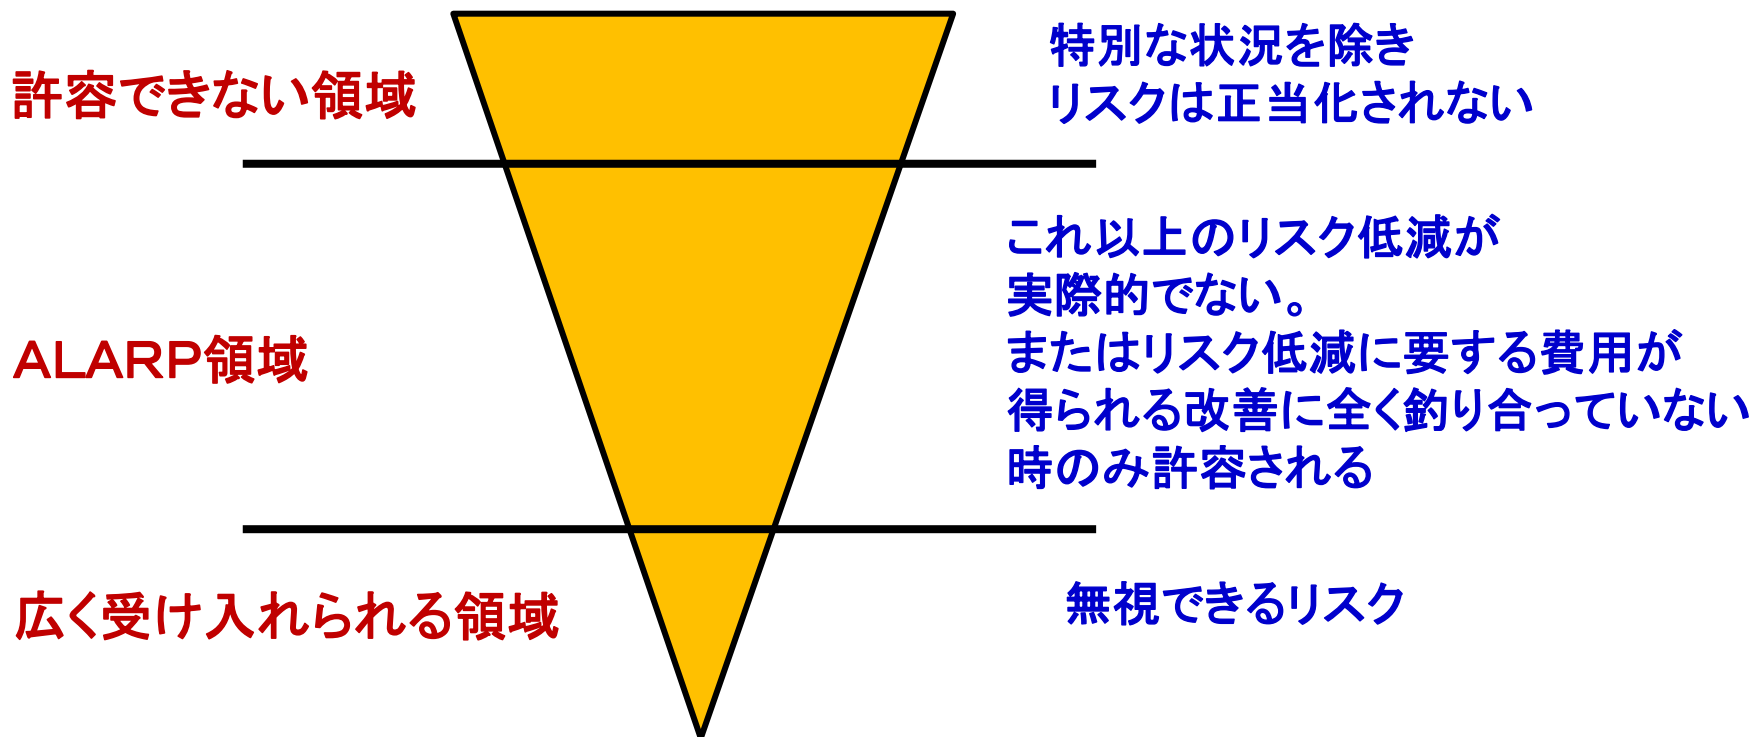 許容できない領域
特別な状況を除き
リスクは正当化されない
ALARP領域
これ以上のリスク低減が
実際的でない。
またはリスク低減に要する費用が
得られる改善に全く釣り合っていない
時のみ許容される
広く受け入れられる領域
無視できるリスク